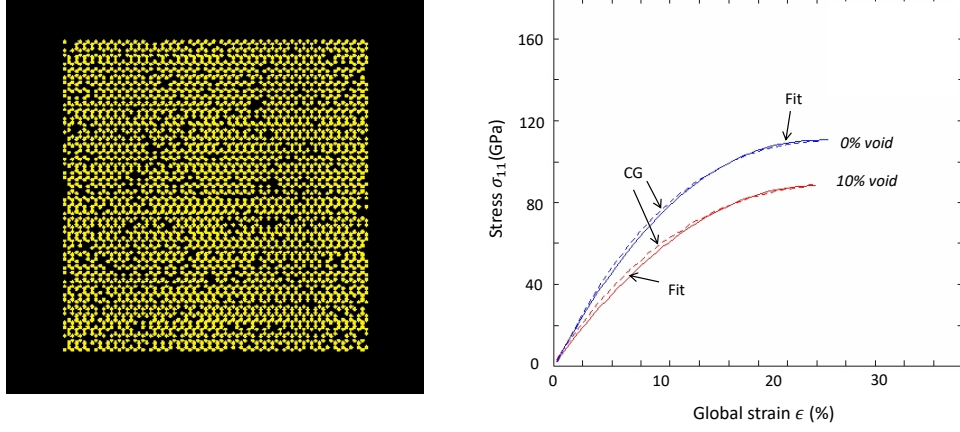 160
120
80
40
0
Stress σ₁₁(GPa)
Fit
CG
0% void
10% void
Fit
0
10
20
30
Global strain ϵ (%)